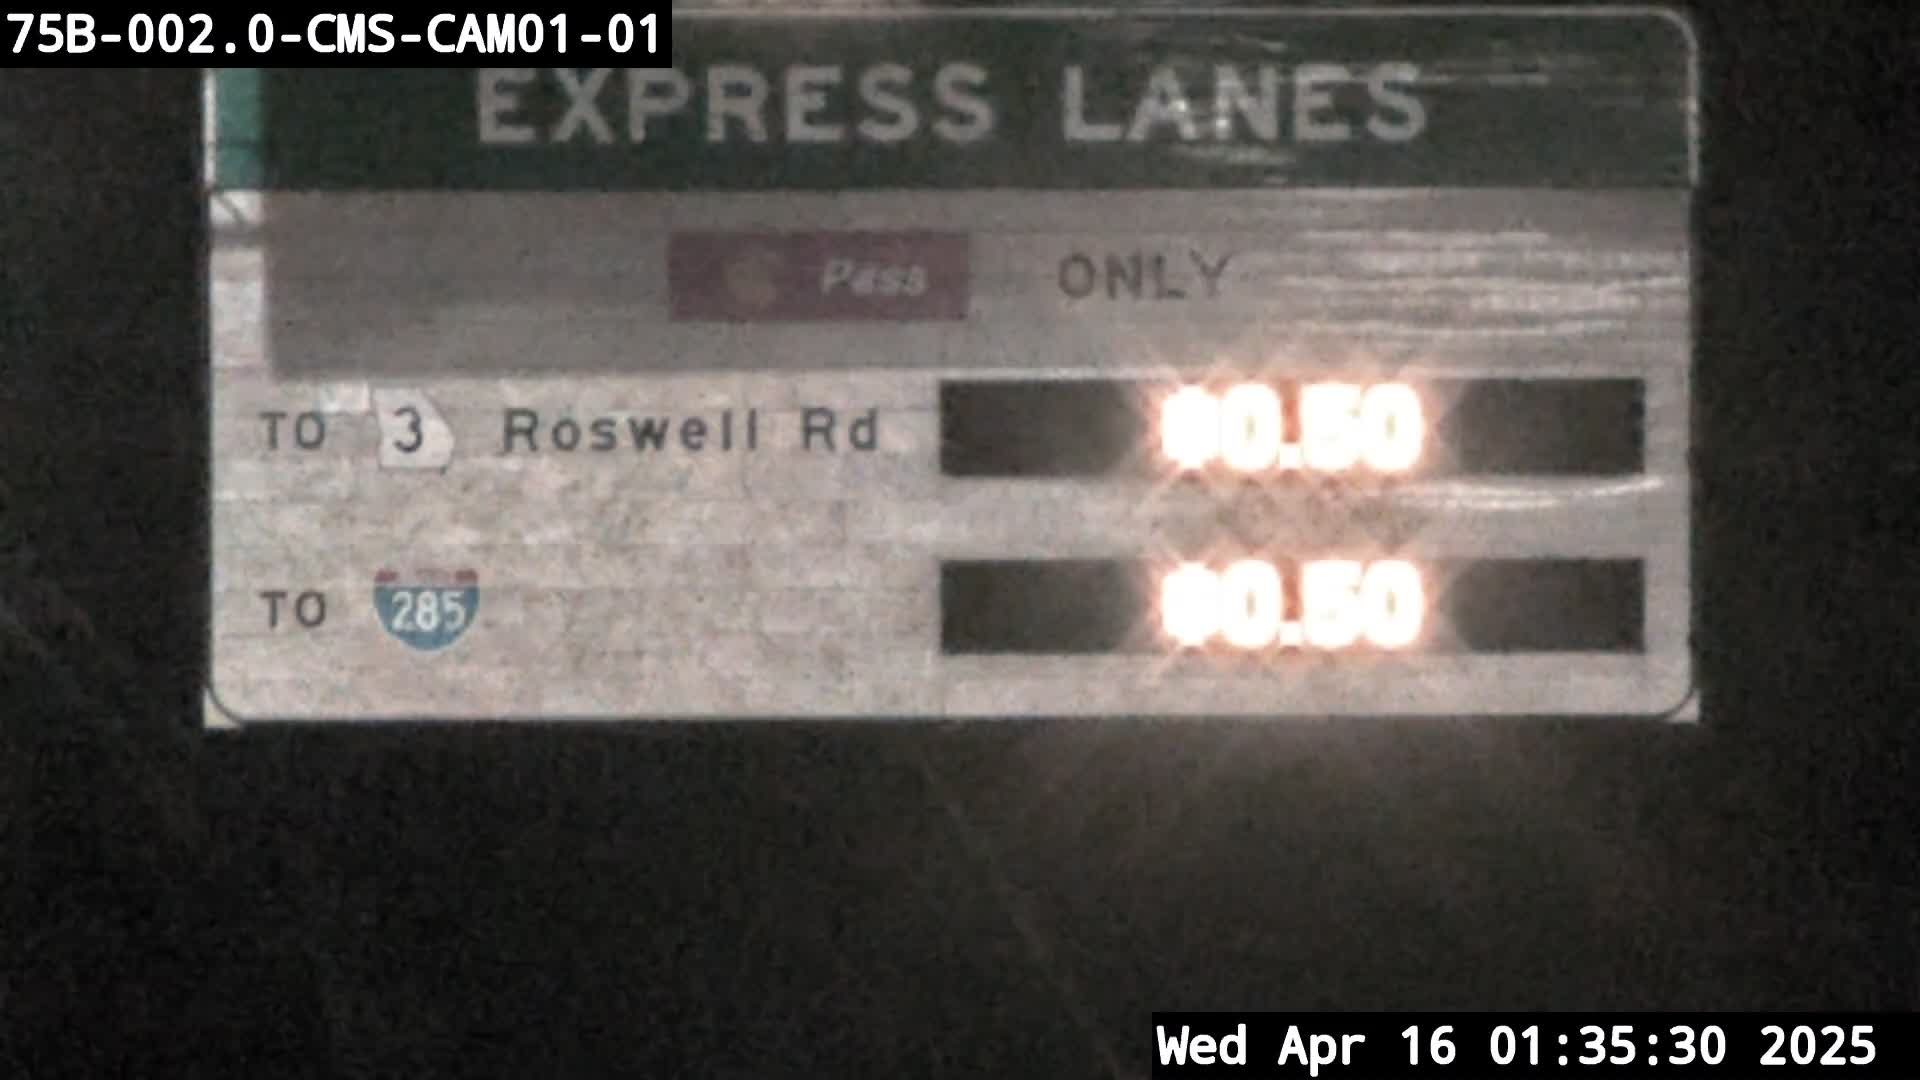 75B-002.0-CMS-CAM01-01
EXPRESS LANES
Pass ONLY
TO 3 Roswell Rd $0.50
TO 285 $0.50
Wed Apr 16 01:35:30 2025